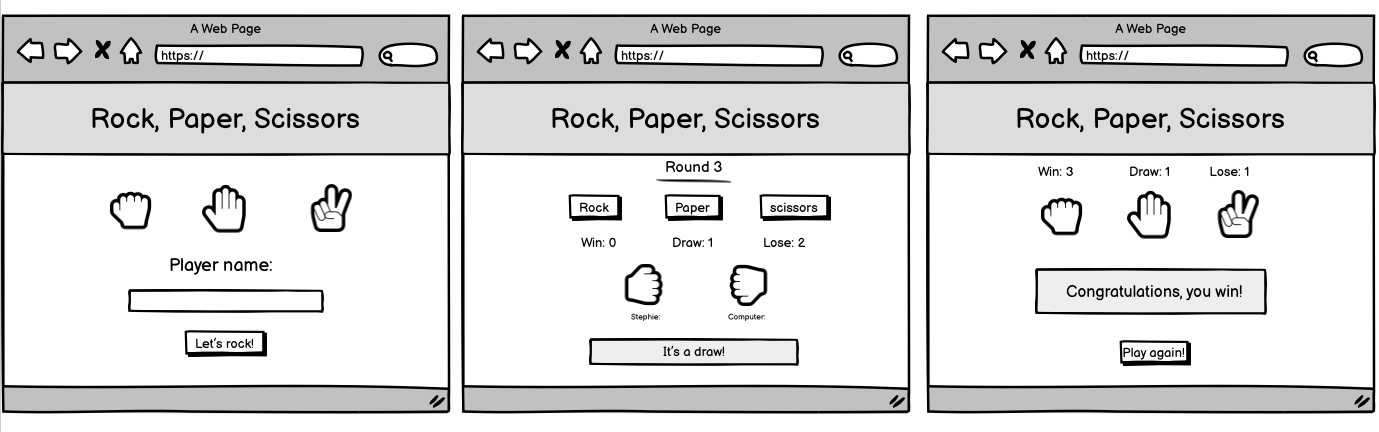 A Web Page
https://
Rock, Paper, Scissors
Player name:
Let's rock!
A Web Page
https://
Rock, Paper, Scissors
Round 3
Rock Paper scissors
Win: 0 Draw: 1 Lose: 2
Stephie: Computer:
It's a draw!
A Web Page
https://
Rock, Paper, Scissors
Win: 3 Draw: 1 Lose: 1
Congratulations, you win!
Play again!